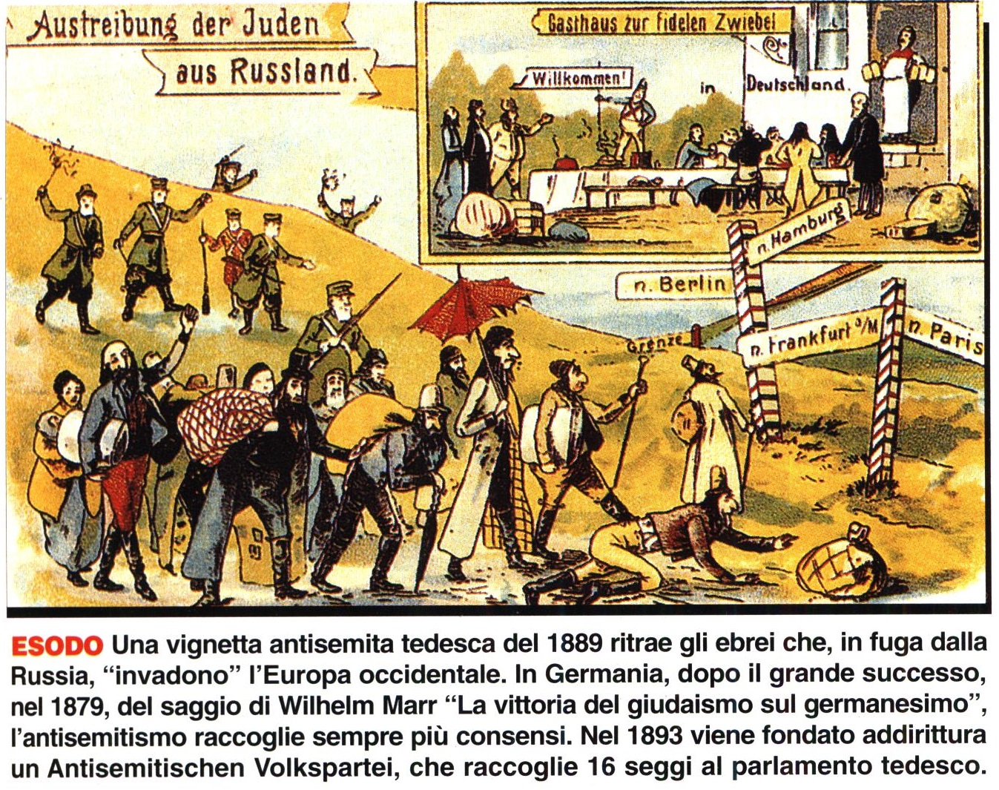 Austreibung der Juden
aus Russland.
Gasthaus zur fidelen Zwiebel
Willkommen!
in Deutschland.
n. Hamburg
n. Berlin
Grenze
n. Frankfurt a/M
n. Paris
ESODO Una vignetta antisemita tedesca del 1889 ritrae gli ebrei che, in fuga dalla
Russia, “invadono” l’Europa occidentale. In Germania, dopo il grande successo,
nel 1879, del saggio di Wilhelm Marr “La vittoria del giudaismo sul germanesimo”,
l’antisemitismo raccoglie sempre più consensi. Nel 1893 viene fondato addirittura
un Antisemitischen Volkspartei, che raccoglie 16 seggi al parlamento tedesco.